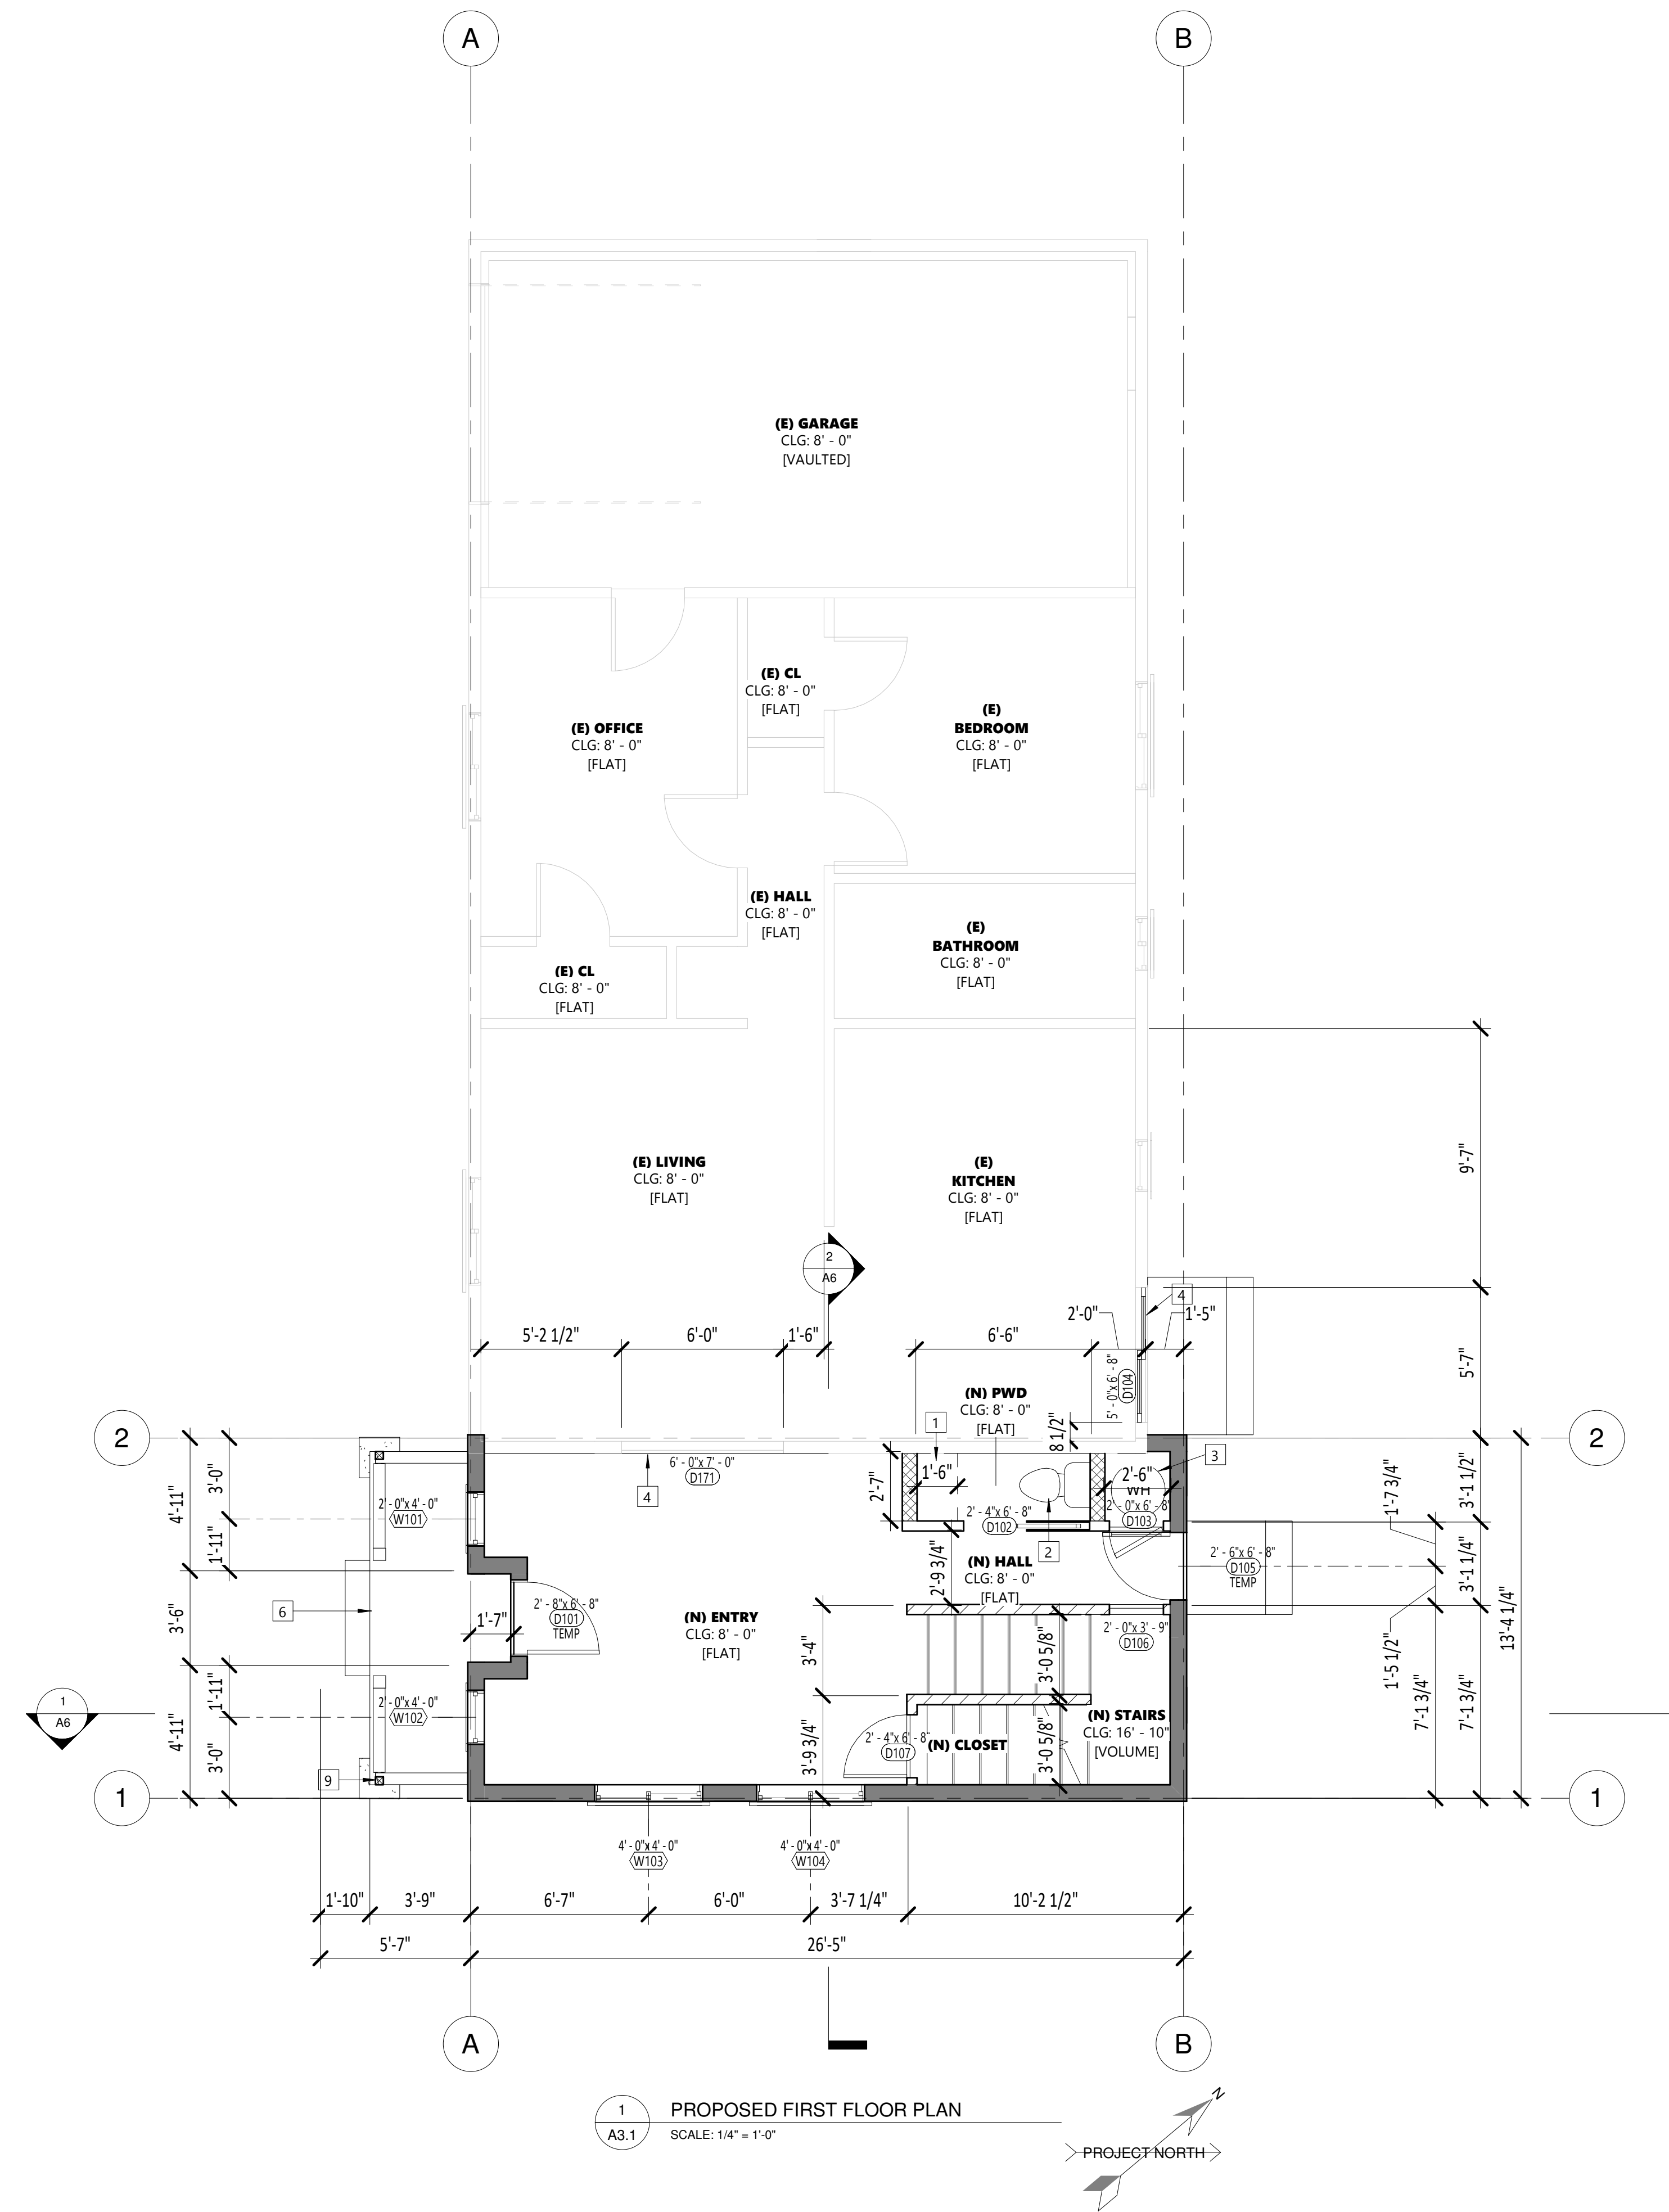 A
B
(E) GARAGE
CLG: 8' - 0"
[VAULTED]
(E) CL
CLG: 8' - 0"
[FLAT]
(E) OFFICE
CLG: 8' - 0"
[FLAT]
(E)
BEDROOM
CLG: 8' - 0"
[FLAT]
(E) HALL
CLG: 8' - 0"
[FLAT]
(E)
BATHROOM
CLG: 8' - 0"
[FLAT]
(E) CL
CLG: 8' - 0"
[FLAT]
(E) LIVING
CLG: 8' - 0"
[FLAT]
(E)
KITCHEN
CLG: 8' - 0"
[FLAT]
9'-7"
2
A6
4
2'-0"
1'-5"
5'-2 1/2"
6'-0"
1'-6"
6'-6"
5'-7"
5' - 0"x 6' - 8"
D104
(N) PWD
CLG: 8' - 0"
[FLAT]
1
8 1/2"
2
2
3
6' - 0"x 7' - 0"
D171
4
2'-7"
1'-6"
2'-6"
WH
2' - 0"x 6' - 8"
D103
2' - 4"x 6' - 8"
D102
2
4'-11"
3'-0"
1'-11"
2' - 0"x 4' - 0"
W101
1'-7 3/4"
3'-1 1/2"
(N) HALL
CLG: 8' - 0"
[FLAT]
2'-9 3/4"
2' - 6"x 6' - 8"
D105
TEMP
3'-1 1/4"
13'-4 1/4"
3'-6"
6
1'-7"
2' - 8"x 6' - 8"
D101
TEMP
(N) ENTRY
CLG: 8' - 0"
[FLAT]
3'-4"
3'-0 5/8"
2' - 0"x 3' - 9"
D106
1'-5 1/2"
7'-1 3/4"
7'-1 3/4"
1
A6
4'-11"
1'-11"
3'-0"
2' - 0"x 4' - 0"
W102
3'-9 3/4"
2' - 4"x 6' - 8"
D107
(N) CLOSET
3'-0 5/8"
(N) STAIRS
CLG: 16' - 10"
[VOLUME]
9
1
1
4' - 0"x 4' - 0"
W103
4' - 0"x 4' - 0"
W104
1'-10"
3'-9"
6'-7"
6'-0"
3'-7 1/4"
10'-2 1/2"
5'-7"
26'-5"
A
B
1
A3.1
PROPOSED FIRST FLOOR PLAN
SCALE: 1/4" = 1'-0"
N
PROJECT NORTH